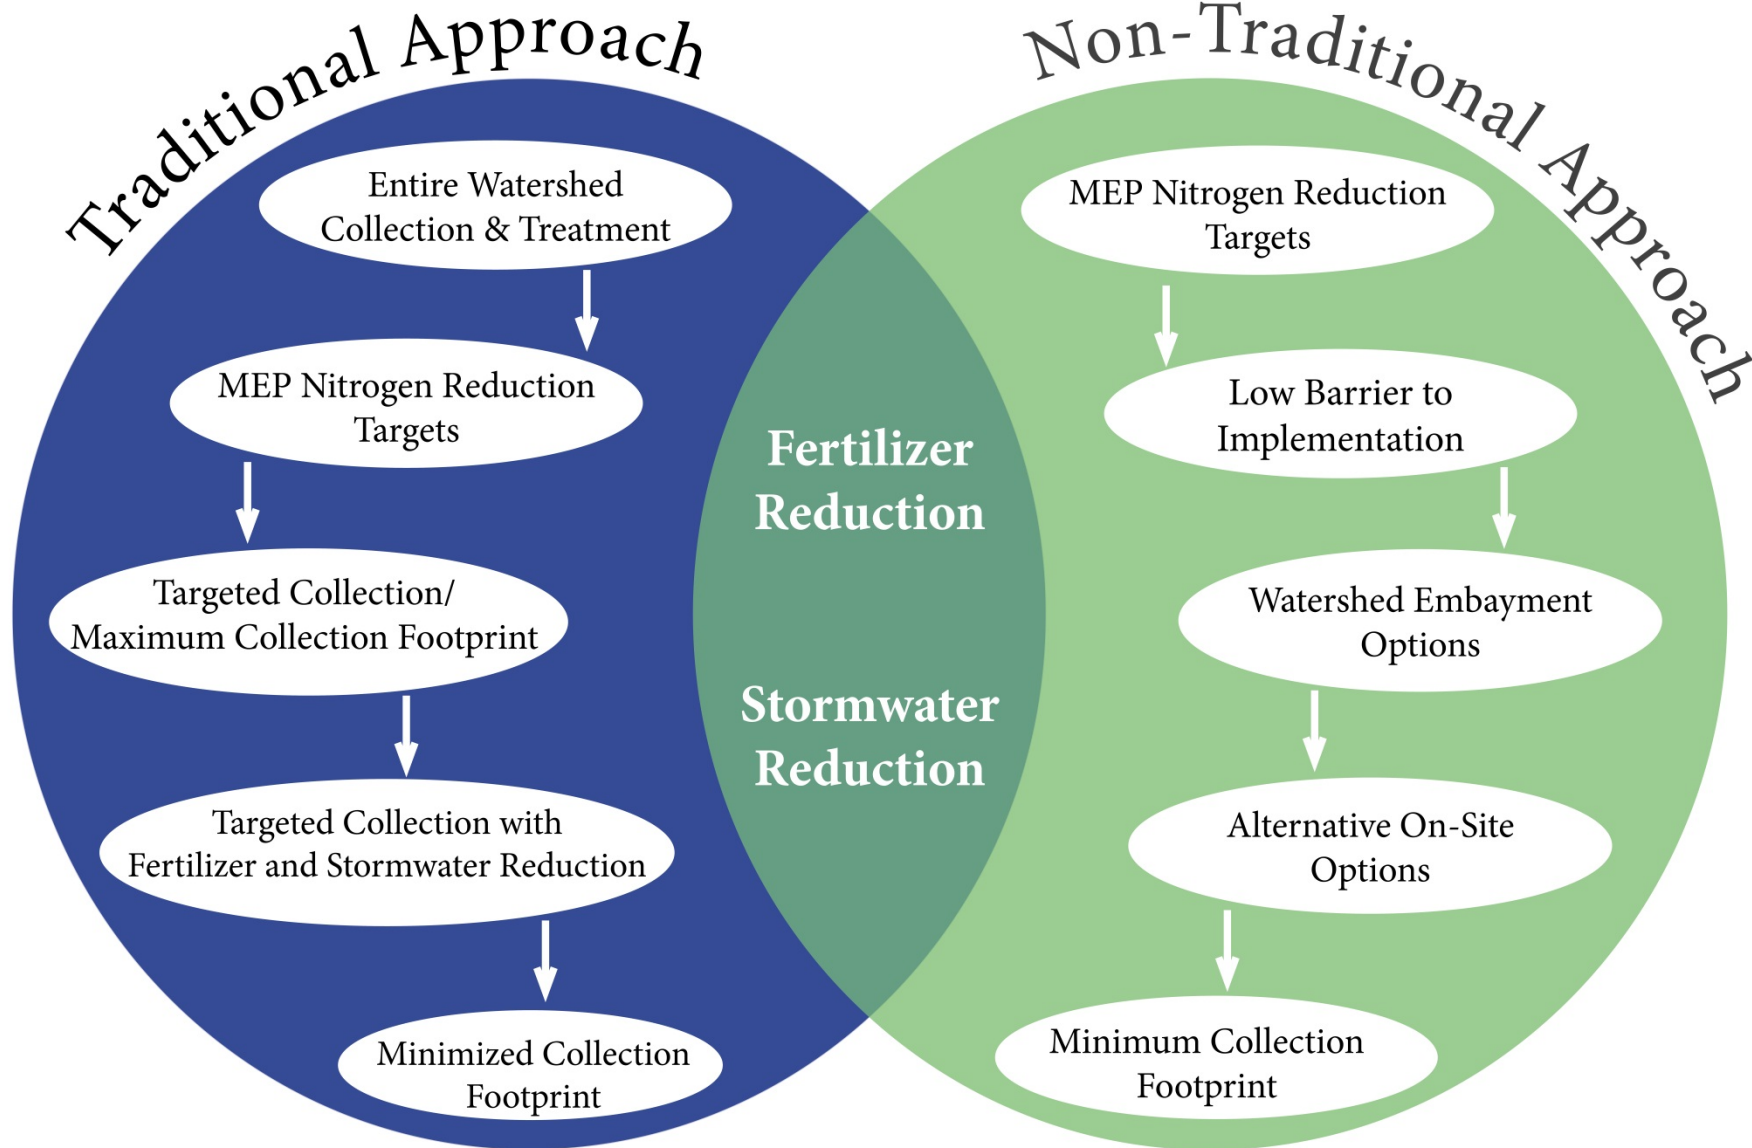 Traditional Approach
Entire Watershed
Collection & Treatment
MEP Nitrogen Reduction
Targets
Targeted Collection/
Maximum Collection Footprint
Targeted Collection with
Fertilizer and Stormwater Reduction
Minimized Collection
Footprint
Fertilizer
Reduction
Stormwater
Reduction
Non-Traditional Approach
MEP Nitrogen Reduction
Targets
Low Barrier to
Implementation
Watershed Embayment
Options
Alternative On-Site
Options
Minimum Collection
Footprint